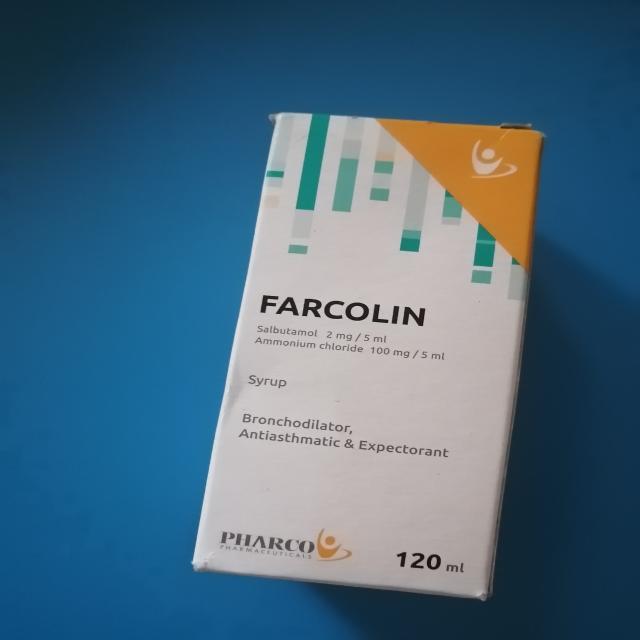 FARCOLIN
Salbutamol 2 mg / 5 ml
Ammonium chloride 100 mg / 5 ml
Syrup
Bronchodilator,
Antiasthmatic & Expectorant
PHARCO
PHARMACEUTICALS
120 ml